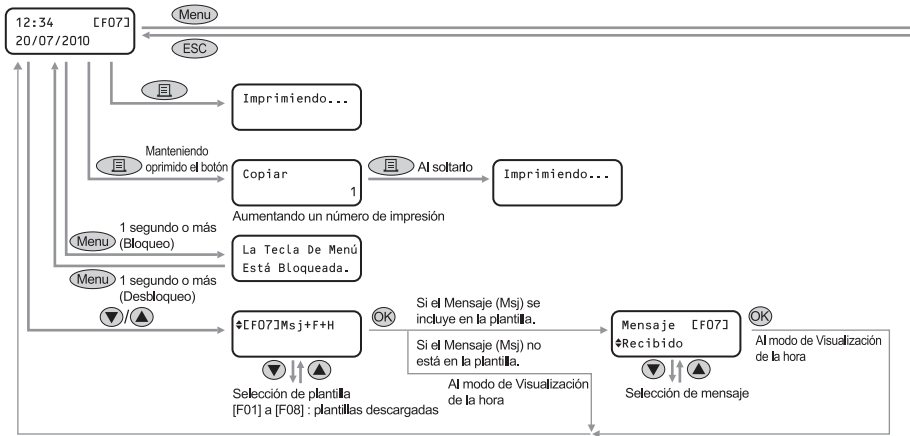 12:34 [F07]
20/07/2010
Menu
ESC
Imprimiendo...
Manteniendo
oprimido el botón
Copiar
1
Aumentando un número de impresión
Al soltarlo
Imprimiendo...
Menu
1 segundo o más
(Bloqueo)
La Tecla De Menú
Está Bloqueada.
Menu
1 segundo o más
(Desbloqueo)
▼/▲
♦[F07]Msj+F+H
OK
Si el Mensaje (Msj) se
incluye en la plantilla.
Si el Mensaje (Msj) no
está en la plantilla.
Al modo de Visualización
de la hora
Selección de plantilla
[F01] a [F08] : plantillas descargadas
Mensaje [F07]
♦Recibido
Selección de mensaje
OK
Al modo de Visualización
de la hora